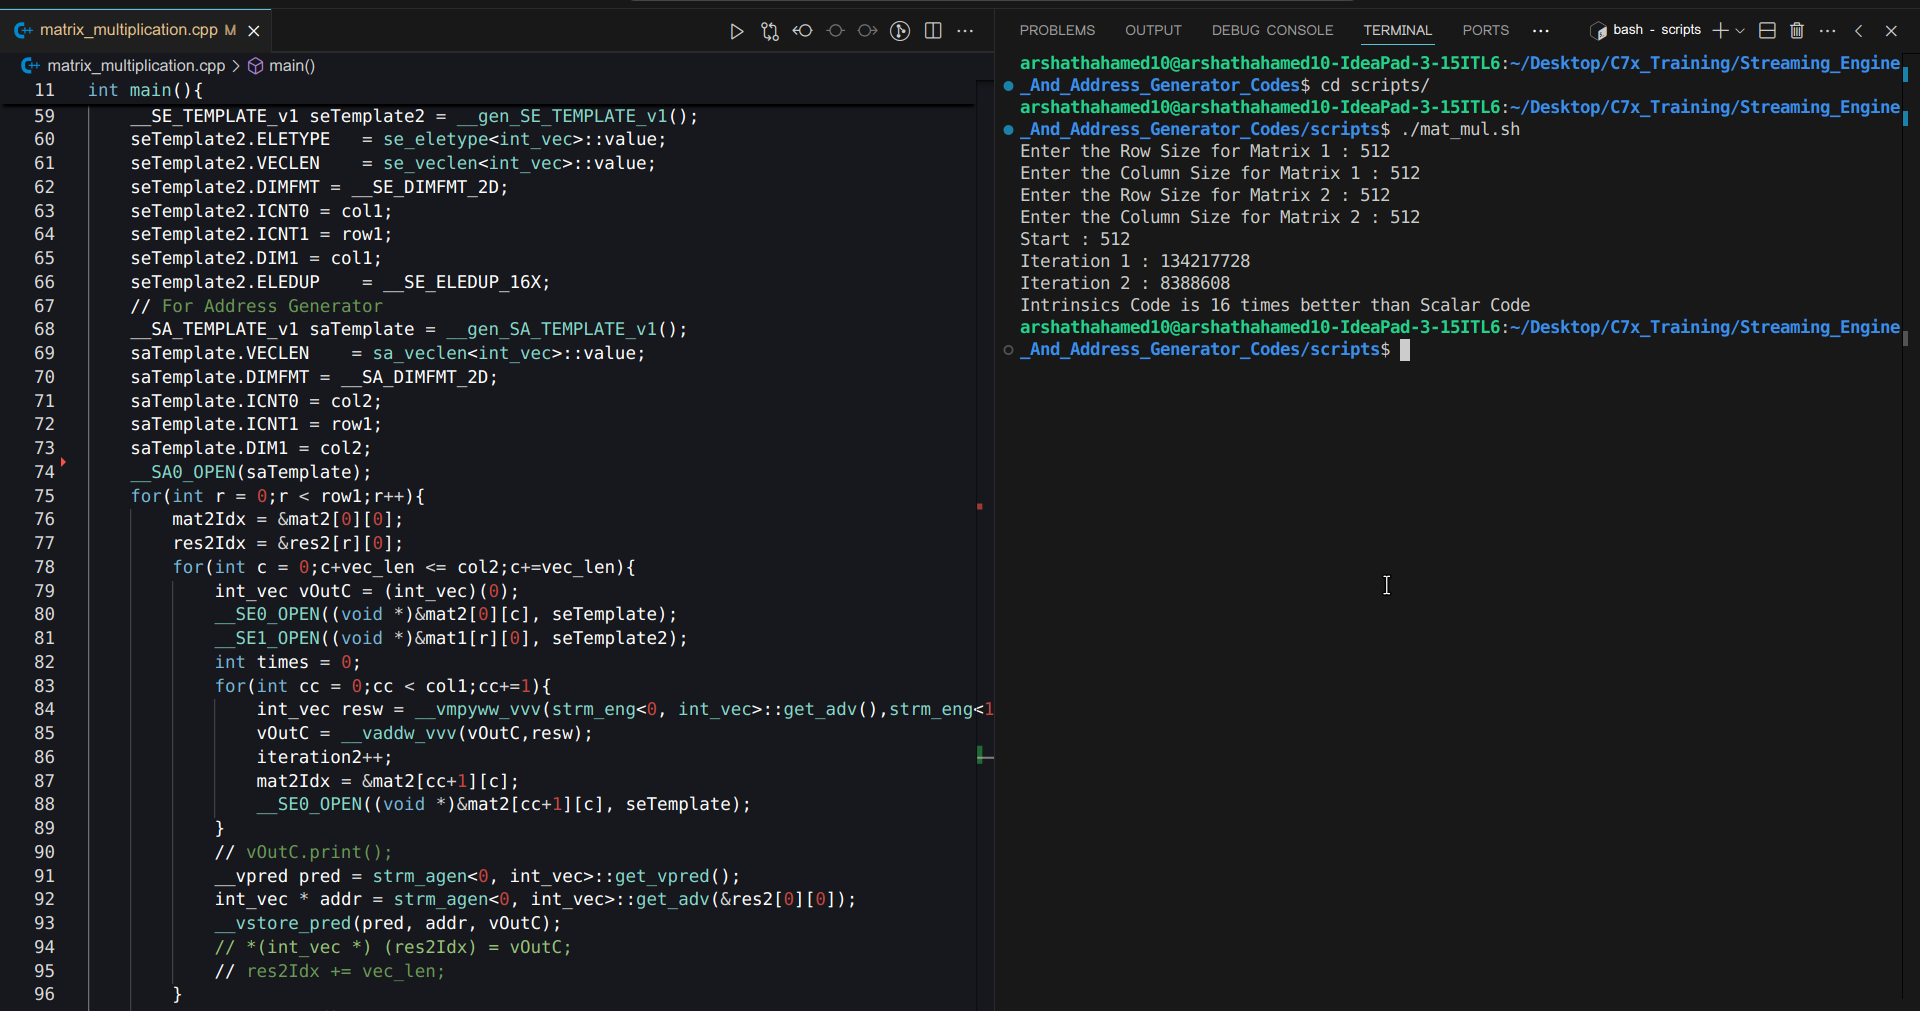 matrix_multiplication.cpp M
matrix_multiplication.cpp > main()
11 int main(){
59 __SE_TEMPLATE_v1 seTemplate2 = __gen_SE_TEMPLATE_v1();
60 seTemplate2.ELETYPE   = se_eletype<int_vec>::value;
61 seTemplate2.VECLEN    = se_veclen<int_vec>::value;
62 seTemplate2.DIMFMT = __SE_DIMFMT_2D;
63 seTemplate2.ICNT0 = col1;
64 seTemplate2.ICNT1 = row1;
65 seTemplate2.DIM1 = col1;
66 seTemplate2.ELEDUP    = __SE_ELEDUP_16X;
67 // For Address Generator
68 __SA_TEMPLATE_v1 saTemplate = __gen_SA_TEMPLATE_v1();
69 saTemplate.VECLEN    = sa_veclen<int_vec>::value;
70 saTemplate.DIMFMT = __SA_DIMFMT_2D;
71 saTemplate.ICNT0 = col2;
72 saTemplate.ICNT1 = row1;
73 saTemplate.DIM1 = col2;
74 __SA0_OPEN(saTemplate);
75 for(int r = 0;r < row1;r++){
76 mat2Idx = &mat2[0][0];
77 res2Idx = &res2[r][0];
78 for(int c = 0;c+vec_len <= col2;c+=vec_len){
79 int_vec vOutC = (int_vec)(0);
80 __SE0_OPEN((void *)&mat2[0][c], seTemplate);
81 __SE1_OPEN((void *)&mat1[r][0], seTemplate2);
82 int times = 0;
83 for(int cc = 0;cc < col1;cc+=1){
84 int_vec resw = __vmpyww_vvv(strm_eng<0, int_vec>::get_adv(),strm_eng<1
85 vOutC = __vaddw_vvv(vOutC,resw);
86 iteration2++;
87 mat2Idx = &mat2[cc+1][c];
88 __SE0_OPEN((void *)&mat2[cc+1][c], seTemplate);
89 }
90 // vOutC.print();
91 __vpred pred = strm_agen<0, int_vec>::get_vpred();
92 int_vec * addr = strm_agen<0, int_vec>::get_adv(&res2[0][0]);
93 __vstore_pred(pred, addr, vOutC);
94 // *(int_vec *) (res2Idx) = vOutC;
95 // res2Idx += vec_len;
96 }
PROBLEMS OUTPUT DEBUG CONSOLE TERMINAL PORTS ··· bash - scripts
arshathahamed10@arshathahamed10-IdeaPad-3-15ITL6:~/Desktop/C7x_Training/Streaming_Engine
_And_Address_Generator_Codes$ cd scripts/
arshathahamed10@arshathahamed10-IdeaPad-3-15ITL6:~/Desktop/C7x_Training/Streaming_Engine
_And_Address_Generator_Codes/scripts$ ./mat_mul.sh
Enter the Row Size for Matrix 1 : 512
Enter the Column Size for Matrix 1 : 512
Enter the Row Size for Matrix 2 : 512
Enter the Column Size for Matrix 2 : 512
Start : 512
Iteration 1 : 134217728
Iteration 2 : 8388608
Intrinsics Code is 16 times better than Scalar Code
arshathahamed10@arshathahamed10-IdeaPad-3-15ITL6:~/Desktop/C7x_Training/Streaming_Engine
_And_Address_Generator_Codes/scripts$